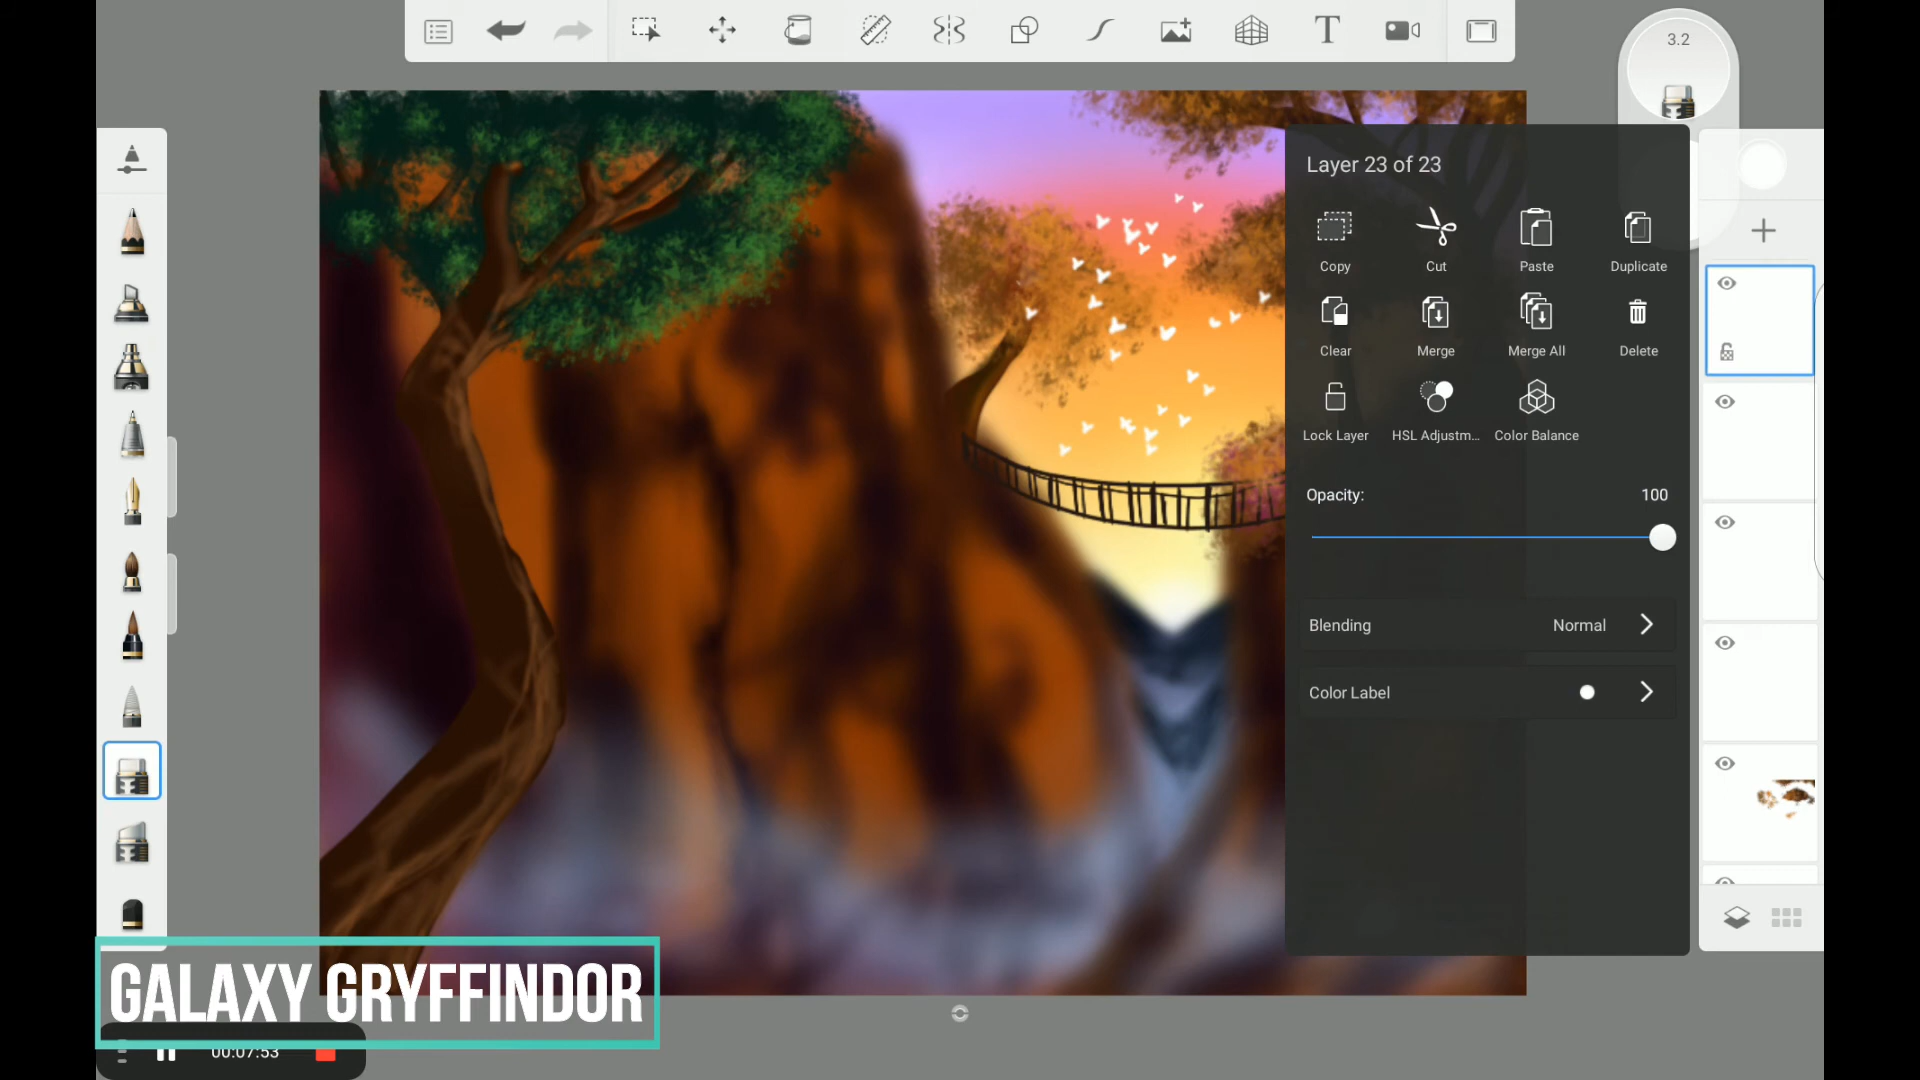 3.2
Layer 23 of 23
Copy Cut Paste Duplicate
Clear Merge Merge All Delete
Lock Layer HSL Adjustm... Color Balance
Opacity: 100
Blending Normal
Color Label
GALAXY GRYFFINDOR
00:07:53